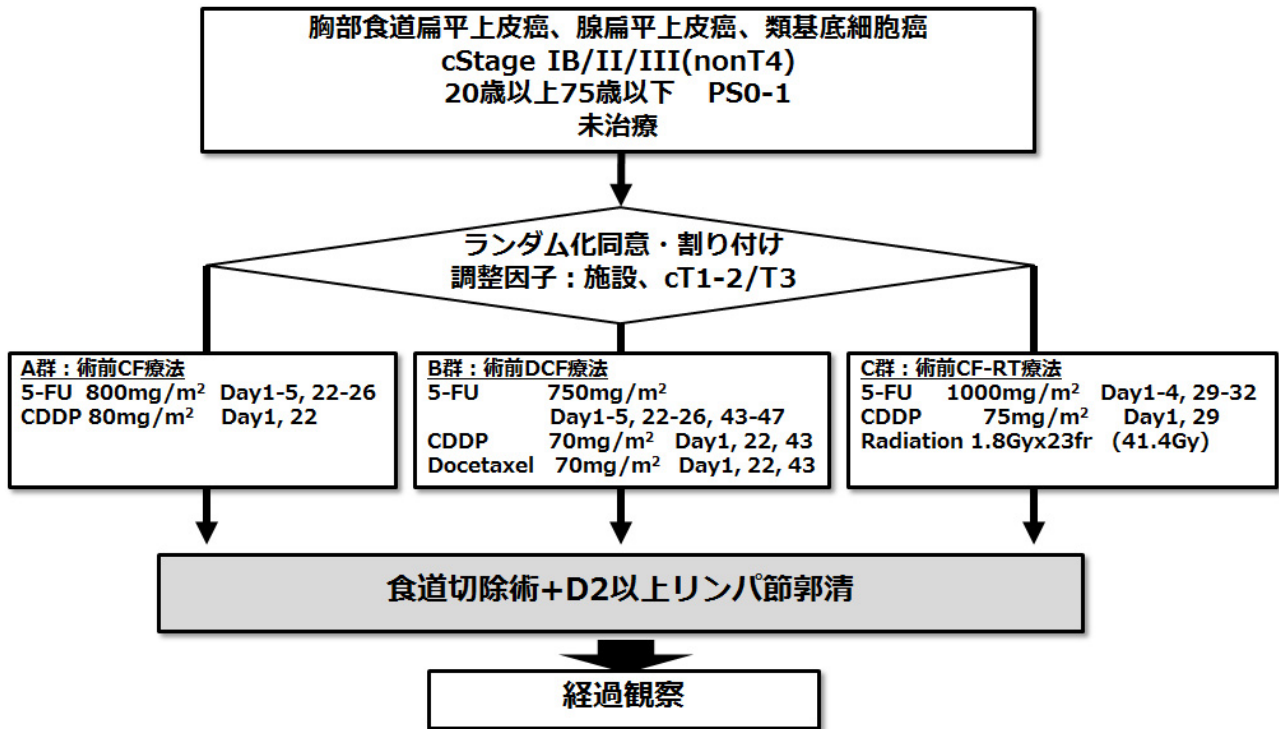 胸部食道扁平上皮癌、腺扁平上皮癌、類基底細胞癌
cStage IB/II/III(nonT4)
20歳以上75歳以下 PS0-1
未治療
ランダム化同意・割り付け
調整因子：施設、cT1-2/T3
A群：術前CF療法
5-FU 800mg/m² Day1-5, 22-26
CDDP 80mg/m² Day1, 22
B群：術前DCF療法
5-FU 750mg/m²
Day1-5, 22-26, 43-47
CDDP 70mg/m² Day1, 22, 43
Docetaxel 70mg/m² Day1, 22, 43
C群：術前CF-RT療法
5-FU 1000mg/m² Day1-4, 29-32
CDDP 75mg/m² Day1, 29
Radiation 1.8Gyx23fr (41.4Gy)
食道切除術+D2以上リンパ節郭清
経過観察